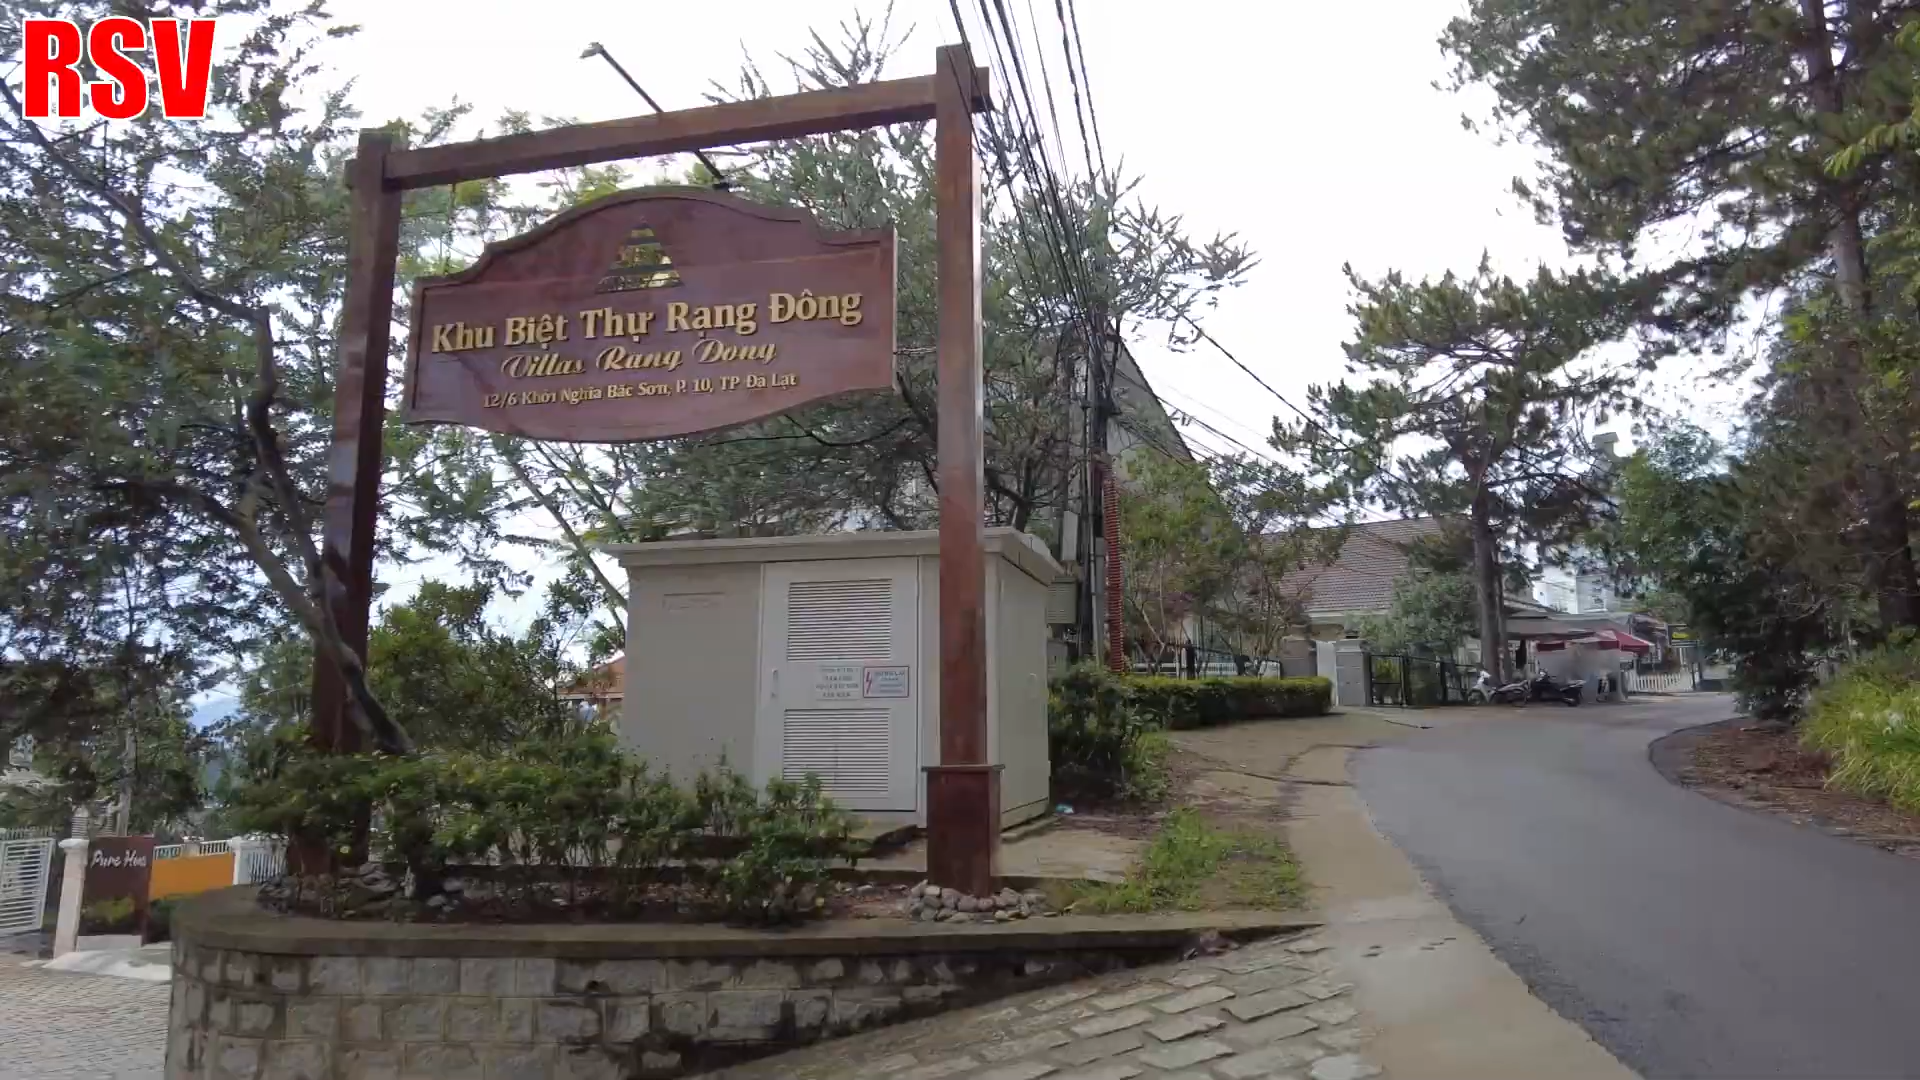 RSV
Khu Biệt Thự Rạng Đông
Villas Rang Dong
12/6 Khởi Nghĩa Bắc Sơn, P. 10, TP Đà Lạt
Pure Hua